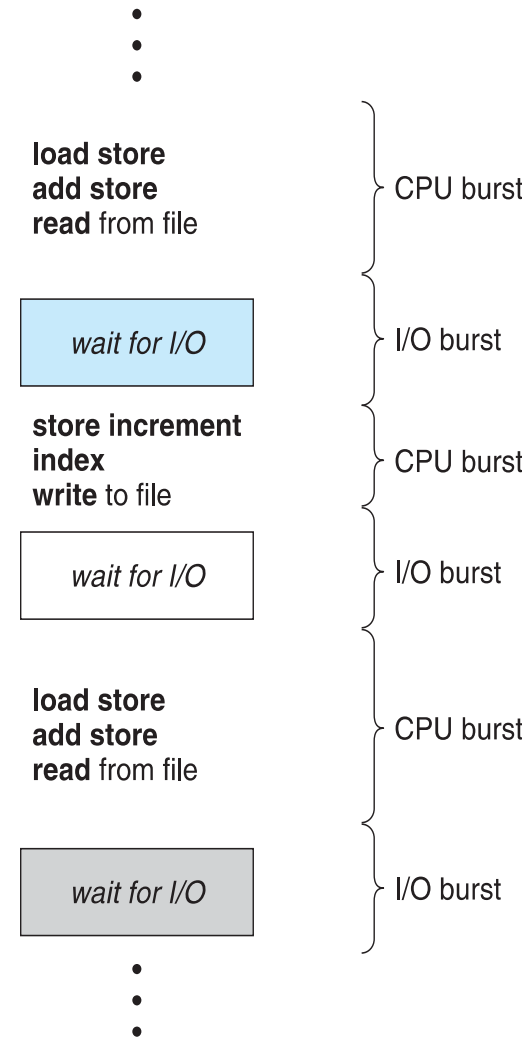 load store
add store
read from file
CPU burst
wait for I/O
I/O burst
store increment
index
write to file
CPU burst
wait for I/O
I/O burst
load store
add store
read from file
CPU burst
wait for I/O
I/O burst